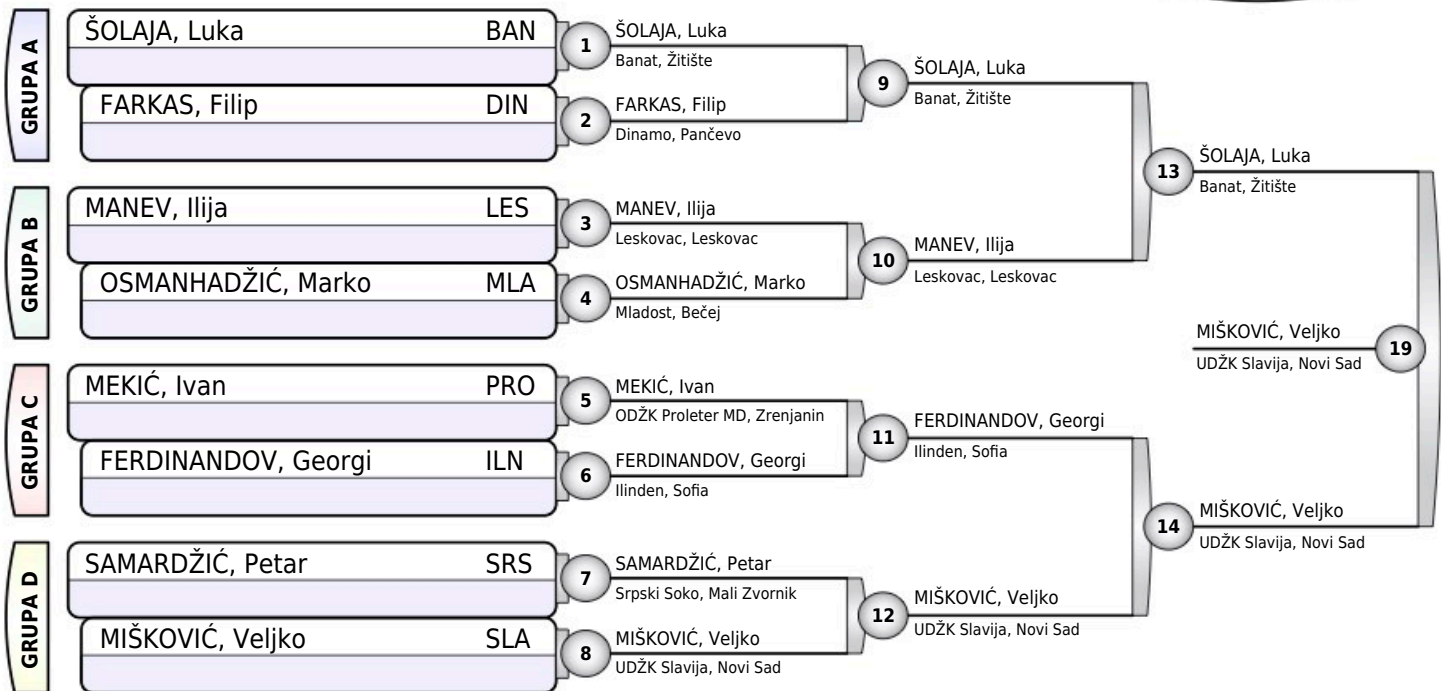 GRUPA A
ŠOLAJA, Luka BAN
FARKAS, Filip DIN
GRUPA B
MANEV, Ilija LES
OSMANHADŽIĆ, Marko MLA
GRUPA C
MEKIĆ, Ivan PRO
FERDINANDOV, Georgi ILN
GRUPA D
SAMARDŽIĆ, Petar SRS
MIŠKOVIĆ, Veljko SLA
1 ŠOLAJA, Luka
Banat, Žitište
2 FARKAS, Filip
Dinamo, Pančevo
3 MANEV, Ilija
Leskovac, Leskovac
4 OSMANHADŽIĆ, Marko
Mladost, Bečej
5 MEKIĆ, Ivan
ODŽK Proleter MD, Zrenjanin
6 FERDINANDOV, Georgi
Ilinden, Sofia
7 SAMARDŽIĆ, Petar
Srpski Soko, Mali Zvornik
8 MIŠKOVIĆ, Veljko
UDŽK Slavija, Novi Sad
9 ŠOLAJA, Luka
Banat, Žitište
10 MANEV, Ilija
Leskovac, Leskovac
11 FERDINANDOV, Georgi
Ilinden, Sofia
12 MIŠKOVIĆ, Veljko
UDŽK Slavija, Novi Sad
13 ŠOLAJA, Luka
Banat, Žitište
14 MIŠKOVIĆ, Veljko
UDŽK Slavija, Novi Sad
MIŠKOVIĆ, Veljko 19
UDŽK Slavija, Novi Sad